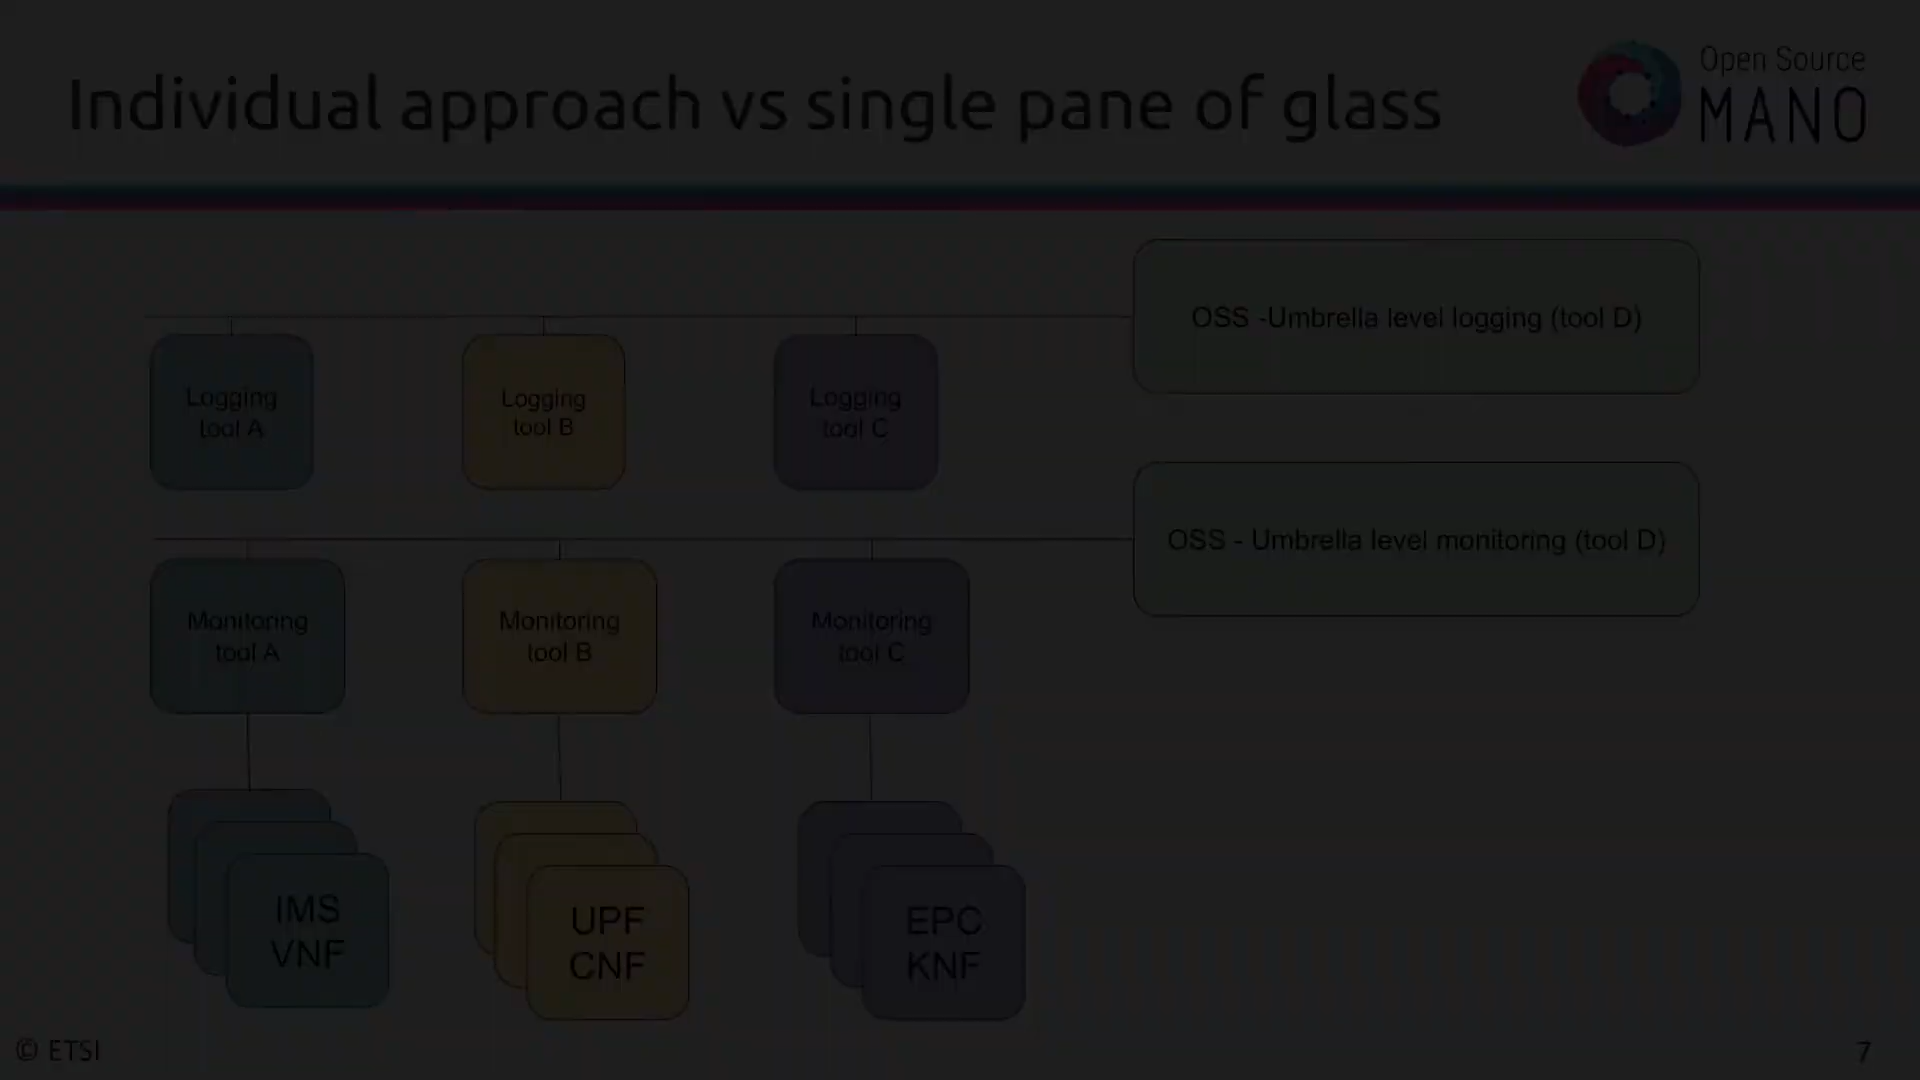 Individual approach vs single pane of glass
Open Source
MANO
OSS -Umbrella level logging (tool D)
Logging
tool A
Logging
tool B
Logging
tool C
OSS - Umbrella level monitoring (tool D)
Monitoring
tool A
Monitoring
tool B
Monitoring
tool C
IMS
VNF
UPF
CNF
EPC
KNF
© ETSI
7